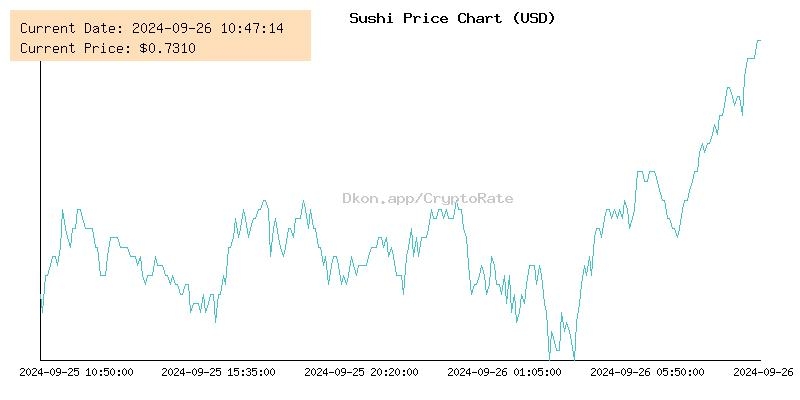 Sushi Price Chart (USD)
Current Date: 2024-09-26 10:47:14
Current Price: $0.7310
Dkon.app/CryptoRate
2024-09-25 10:50:00 2024-09-25 15:35:00 2024-09-25 20:20:00 2024-09-26 01:05:00 2024-09-26 05:50:00 2024-09-26